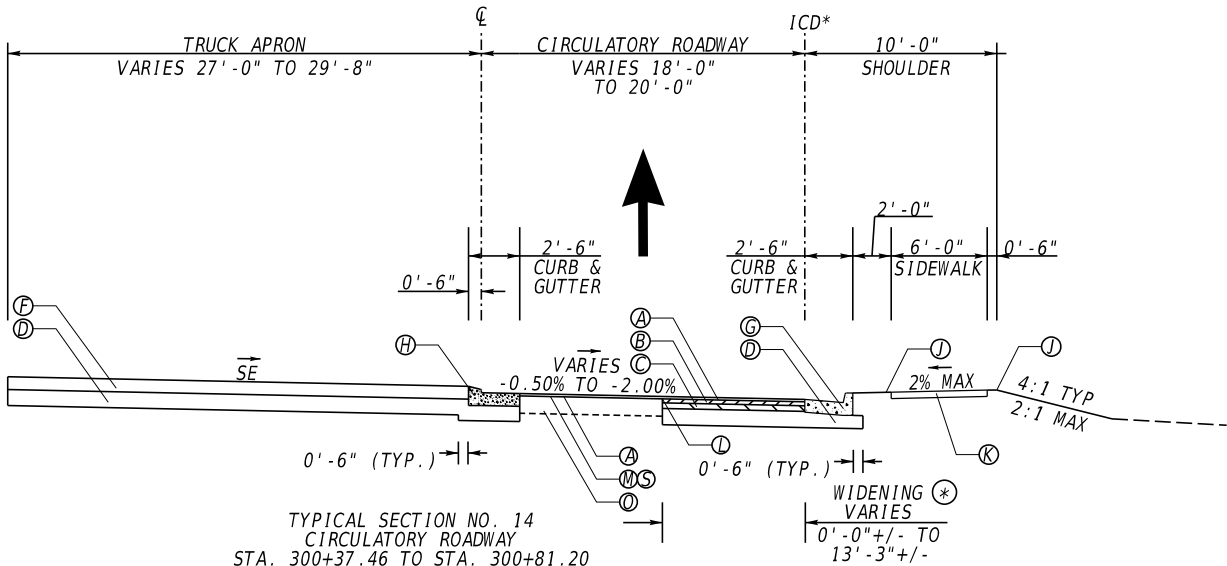 ℄
ICD*
TRUCK APRON
VARIES 27'-0" TO 29'-8"
CIRCULATORY ROADWAY
VARIES 18'-0"
TO 20'-0"
10'-0"
SHOULDER
2'-6"
CURB &
GUTTER
0'-6"
2'-6"
CURB &
GUTTER
2'-0"
6'-0"
SIDEWALK
0'-6"
F
D
H
A
B
C
G
D
J
J
SE
VARIES
-0.50% TO -2.00%
2% MAX
4:1 TYP
2:1 MAX
K
L
A
M S
O
0'-6" (TYP.)
0'-6" (TYP.)
WIDENING *
VARIES
0'-0"+/- TO
13'-3"+/-
TYPICAL SECTION NO. 14
CIRCULATORY ROADWAY
STA. 300+37.46 TO STA. 300+81.20